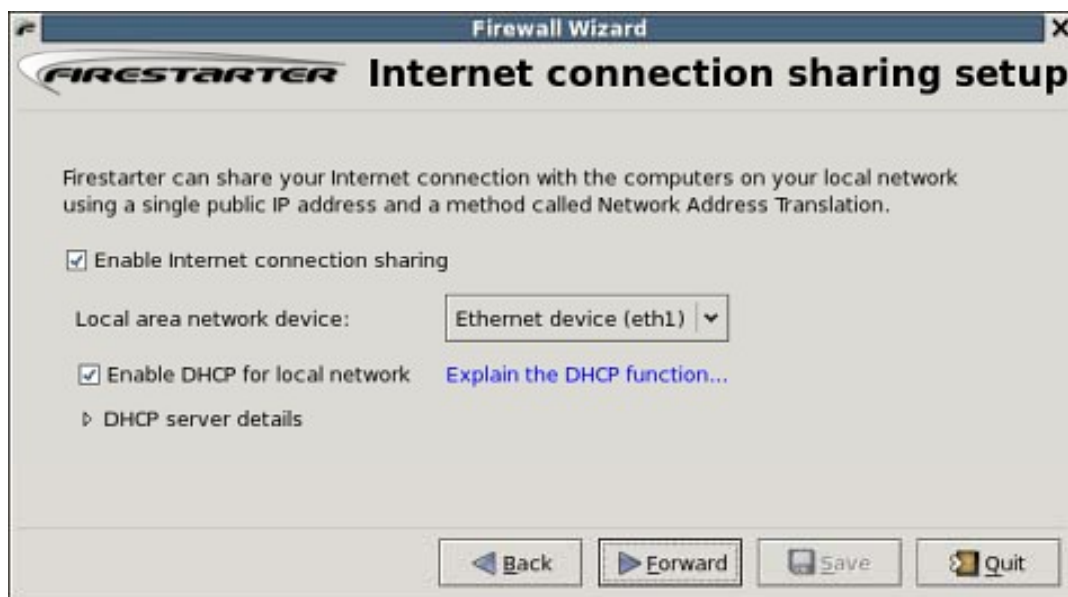 Firewall Wizard
FIRESTARTER Internet connection sharing setup
Firestarter can share your Internet connection with the computers on your local network
using a single public IP address and a method called Network Address Translation.
Enable Internet connection sharing
Local area network device: Ethernet device (eth1)
Enable DHCP for local network Explain the DHCP function...
DHCP server details
Back Forward Save Quit